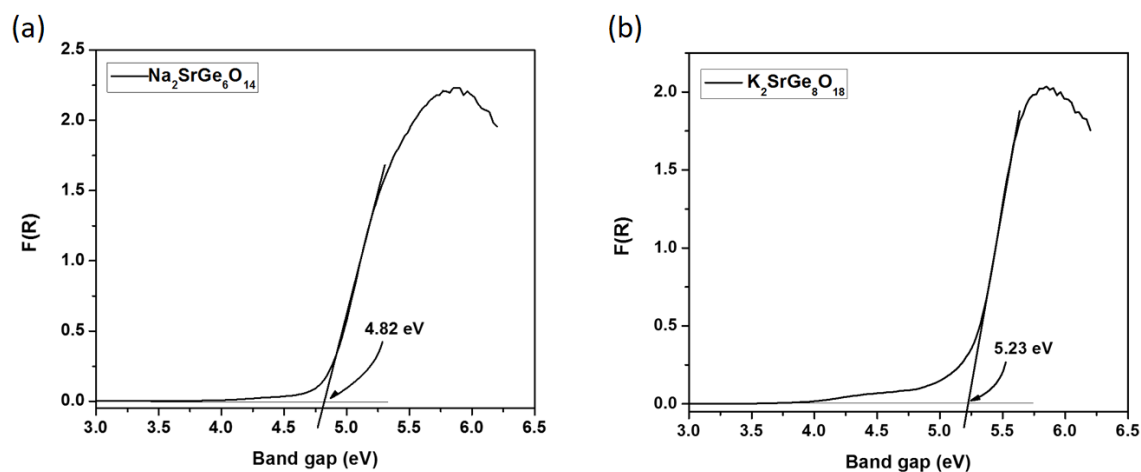 (a)
Na₂SrGe₆O₁₄
2.5
2.0
1.5
1.0
0.5
0.0
F(R)
4.82 eV
3.0 3.5 4.0 4.5 5.0 5.5 6.0 6.5
Band gap (eV)
(b)
K₂SrGe₈O₁₈
2.0
1.5
1.0
0.5
0.0
F(R)
5.23 eV
3.0 3.5 4.0 4.5 5.0 5.5 6.0 6.5
Band gap (eV)